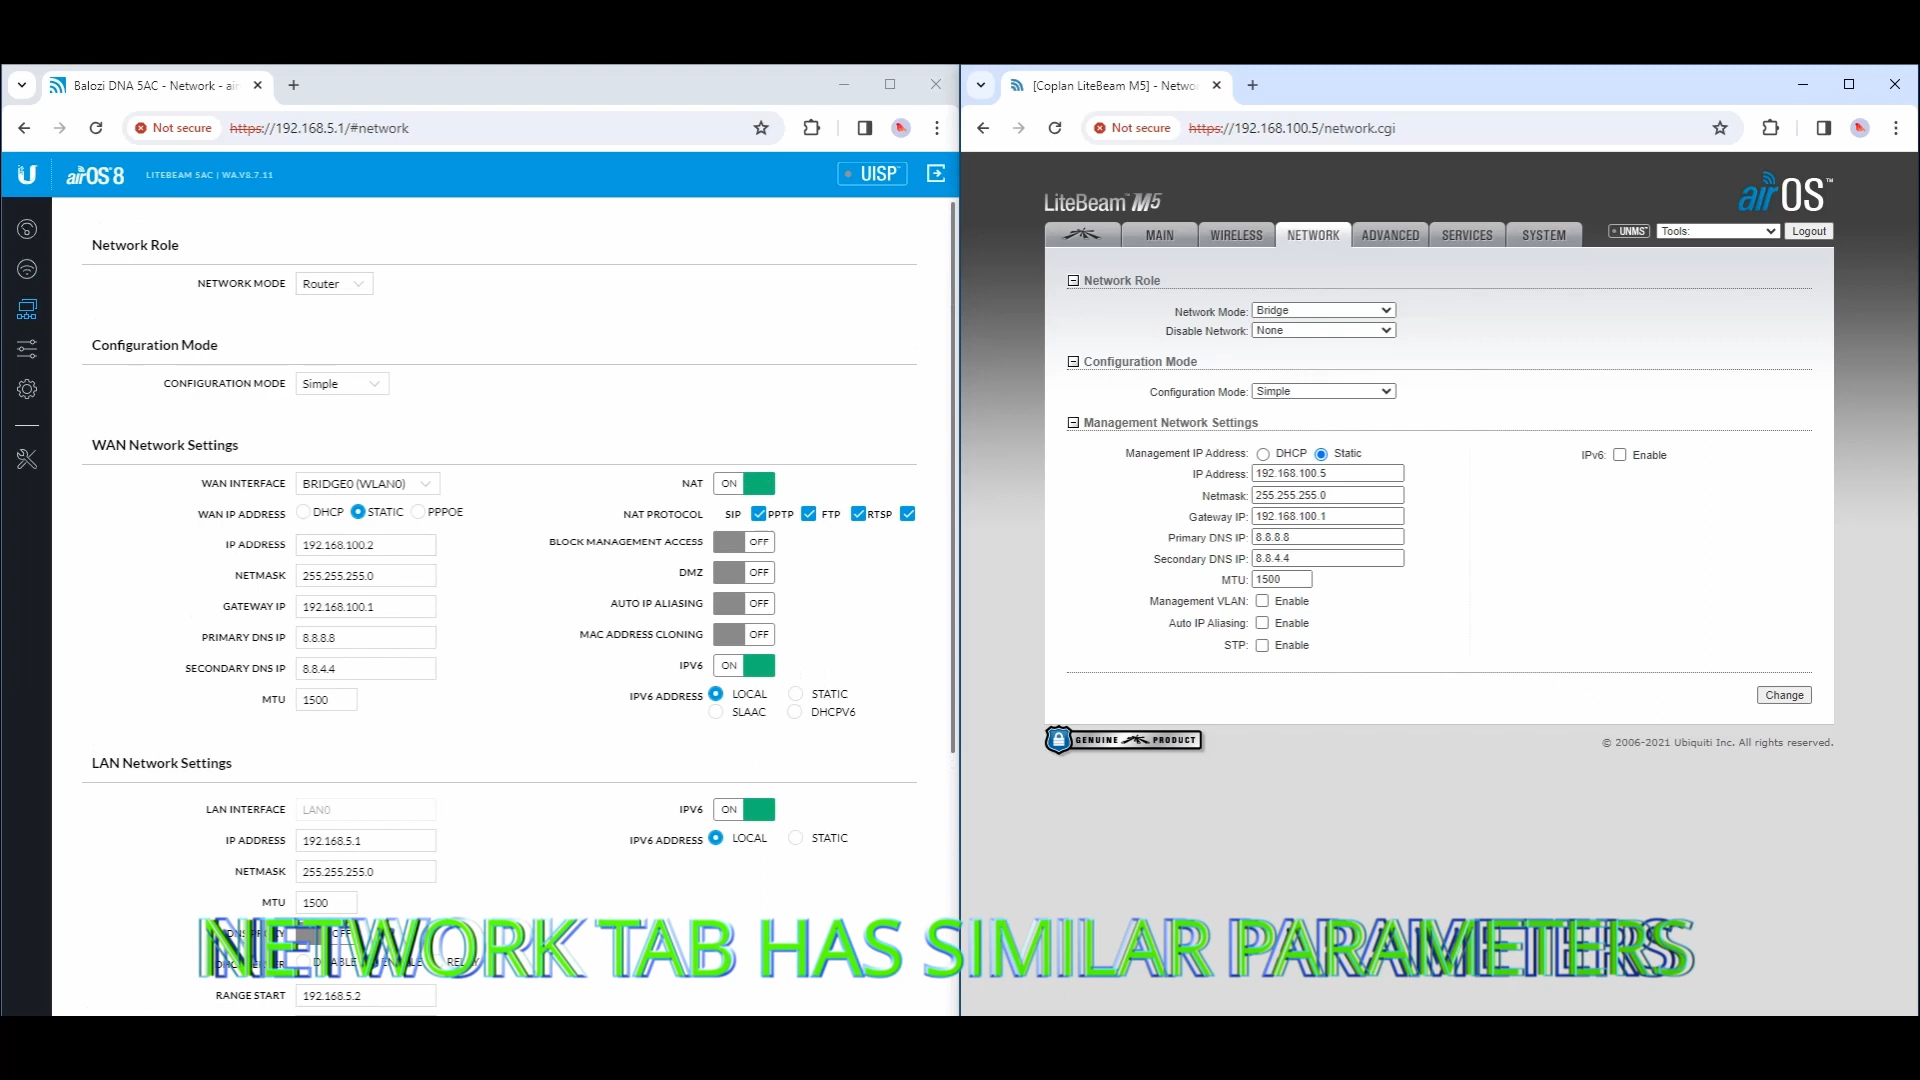 Balozi DNA 5AC - Network - air
Not secure
https://192.168.5.1/#network
airOS 8
LITEBEAM 5AC | WA.V8.7.11
UISP
Network Role
NETWORK MODE Router
Configuration Mode
CONFIGURATION MODE Simple
WAN Network Settings
WAN INTERFACE BRIDGE0 (WLAN0) NAT ON
WAN IP ADDRESS DHCP STATIC PPPOE NAT PROTOCOL SIP PPTP FTP RTSP
IP ADDRESS 192.168.100.2 BLOCK MANAGEMENT ACCESS OFF
NETMASK 255.255.255.0 DMZ OFF
GATEWAY IP 192.168.100.1 AUTO IP ALIASING OFF
PRIMARY DNS IP 8.8.8.8 MAC ADDRESS CLONING OFF
SECONDARY DNS IP 8.8.4.4 IPV6 ON
MTU 1500 IPV6 ADDRESS LOCAL STATIC
SLAAC DHCPV6
LAN Network Settings
LAN INTERFACE LAN0 IPV6 ON
IP ADDRESS 192.168.5.1 IPV6 ADDRESS LOCAL STATIC
NETMASK 255.255.255.0
MTU 1500
DNS PROXY OFF
RANGE START 192.168.5.2
[Coplan LiteBeam M5] - Netwo
Not secure
https://192.168.100.5/network.cgi
LiteBeam™ M5
airOS™
MAIN WIRELESS NETWORK ADVANCED SERVICES SYSTEM UNMS™ Tools: Logout
Network Role
Network Mode: Bridge
Disable Network: None
Configuration Mode
Configuration Mode: Simple
Management Network Settings
Management IP Address: DHCP Static IPv6: Enable
IP Address: 192.168.100.5
Netmask: 255.255.255.0
Gateway IP: 192.168.100.1
Primary DNS IP: 8.8.8.8
Secondary DNS IP: 8.8.4.4
MTU: 1500
Management VLAN: Enable
Auto IP Aliasing: Enable
STP: Enable
Change
GENUINE PRODUCT
© 2006-2021 Ubiquiti Inc. All rights reserved.
NETWORK TAB HAS SIMILAR PARAMETERS